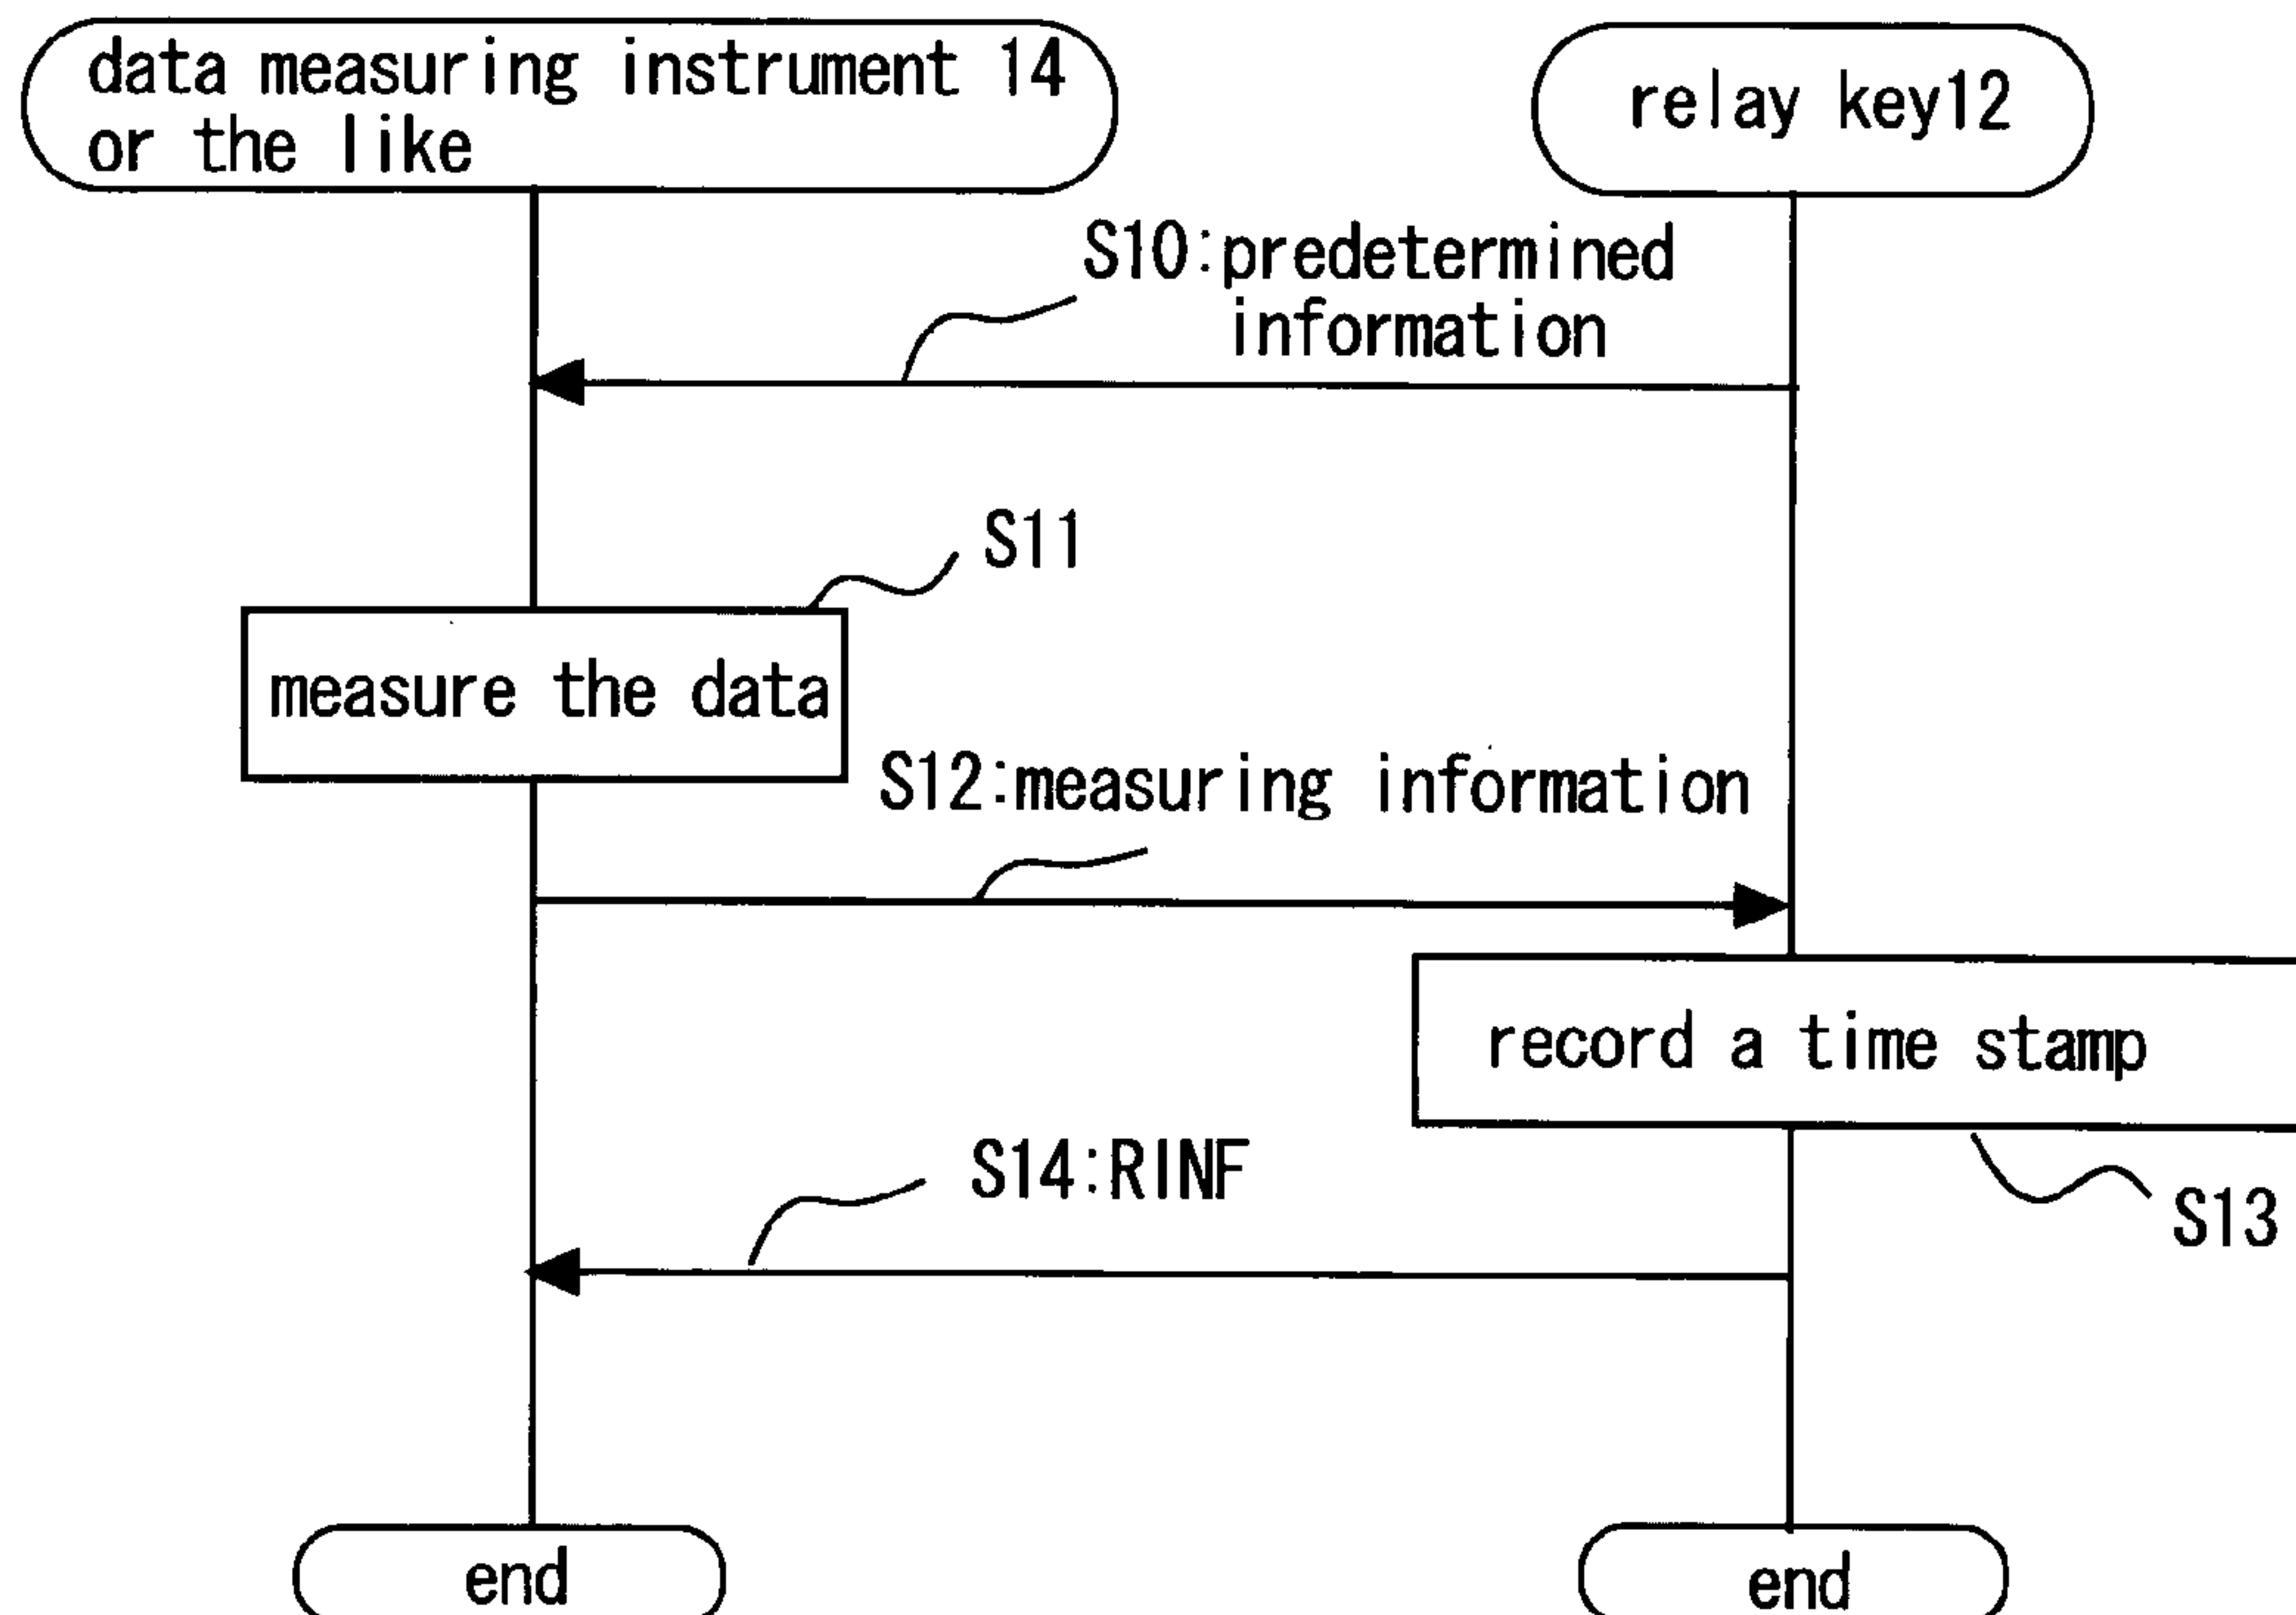 data measuring instrument 14
or the like
relay key12
S10:predetermined
information
S11
measure the data
S12:measuring information
record a time stamp
S14:RINF
S13
end
end